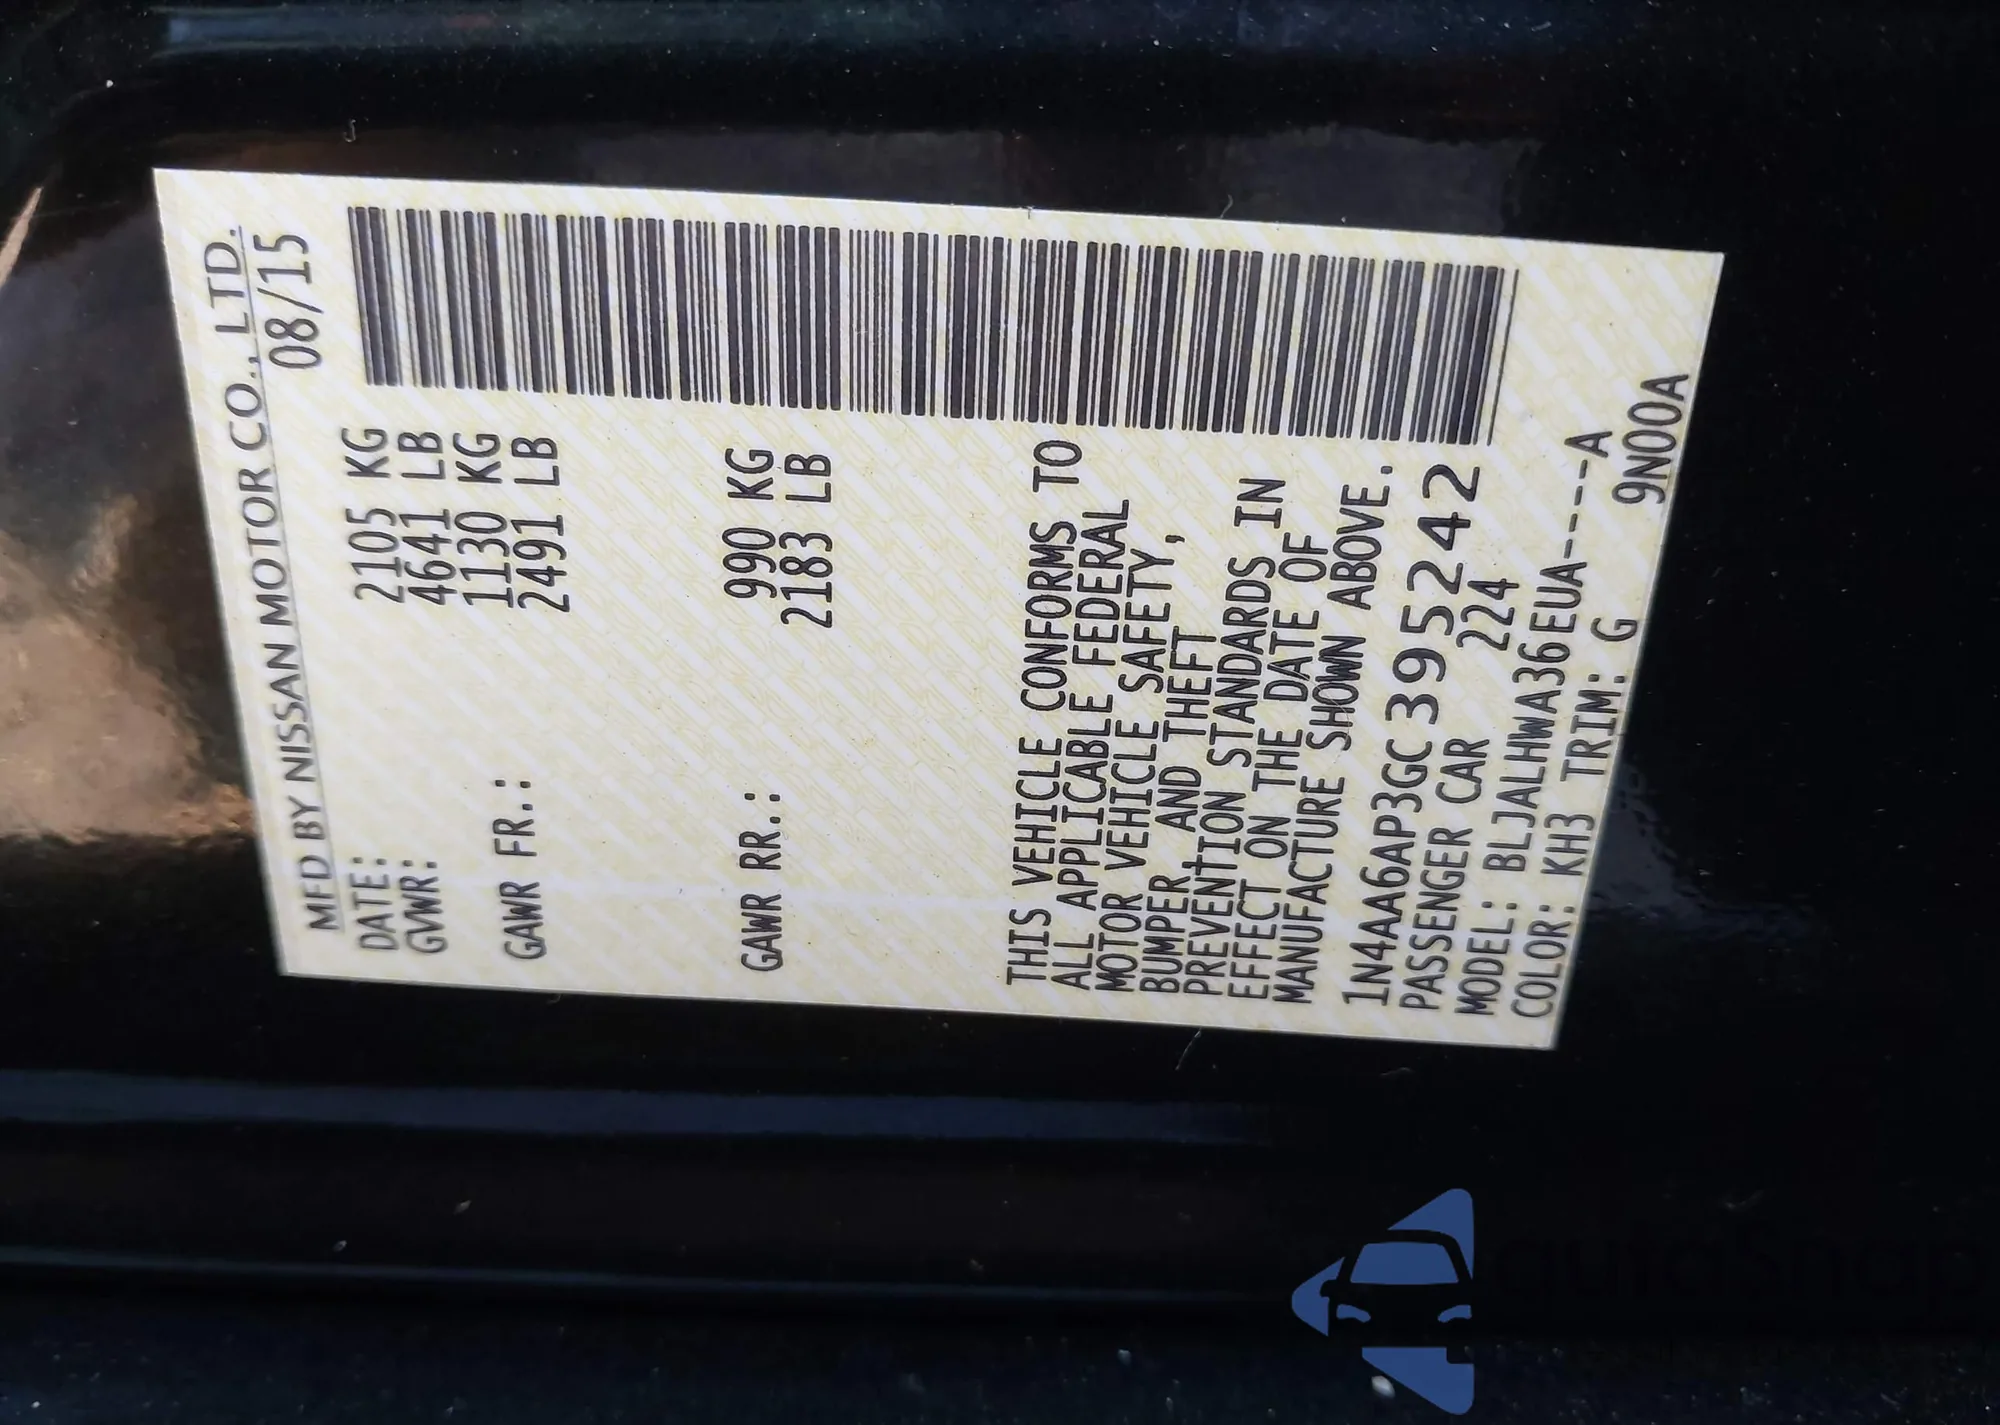 MFD BY NISSAN MOTOR CO., LTD.
DATE: 08/15
GVWR: 2105 KG
4641 LB
GAWR FR.: 1130 KG
2491 LB
GAWR RR.: 990 KG
2183 LB
THIS VEHICLE CONFORMS TO
ALL APPLICABLE FEDERAL
MOTOR VEHICLE SAFETY,
BUMPER AND THEFT
PREVENTION STANDARDS IN
EFFECT ON THE DATE OF
MANUFACTURE SHOWN ABOVE.
1N4AA6AP3GC395242
PASSENGER CAR 224
MODEL: BLJALHWA36EUA----A
COLOR: KH3 TRIM: G 9N00A